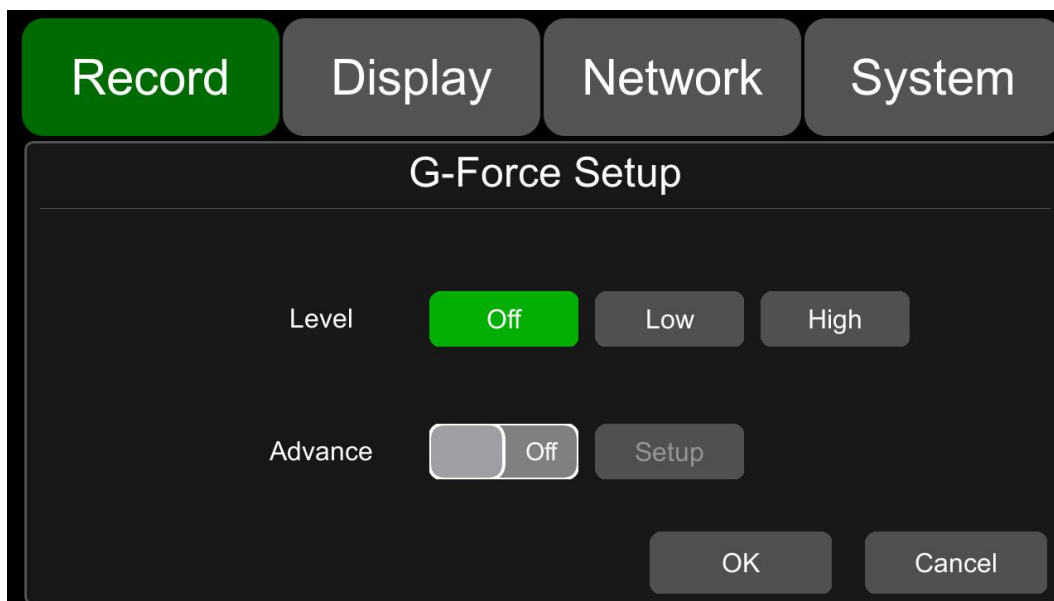 Record Display Network System
G-Force Setup
Level Off Low High
Advance Off Setup
OK Cancel